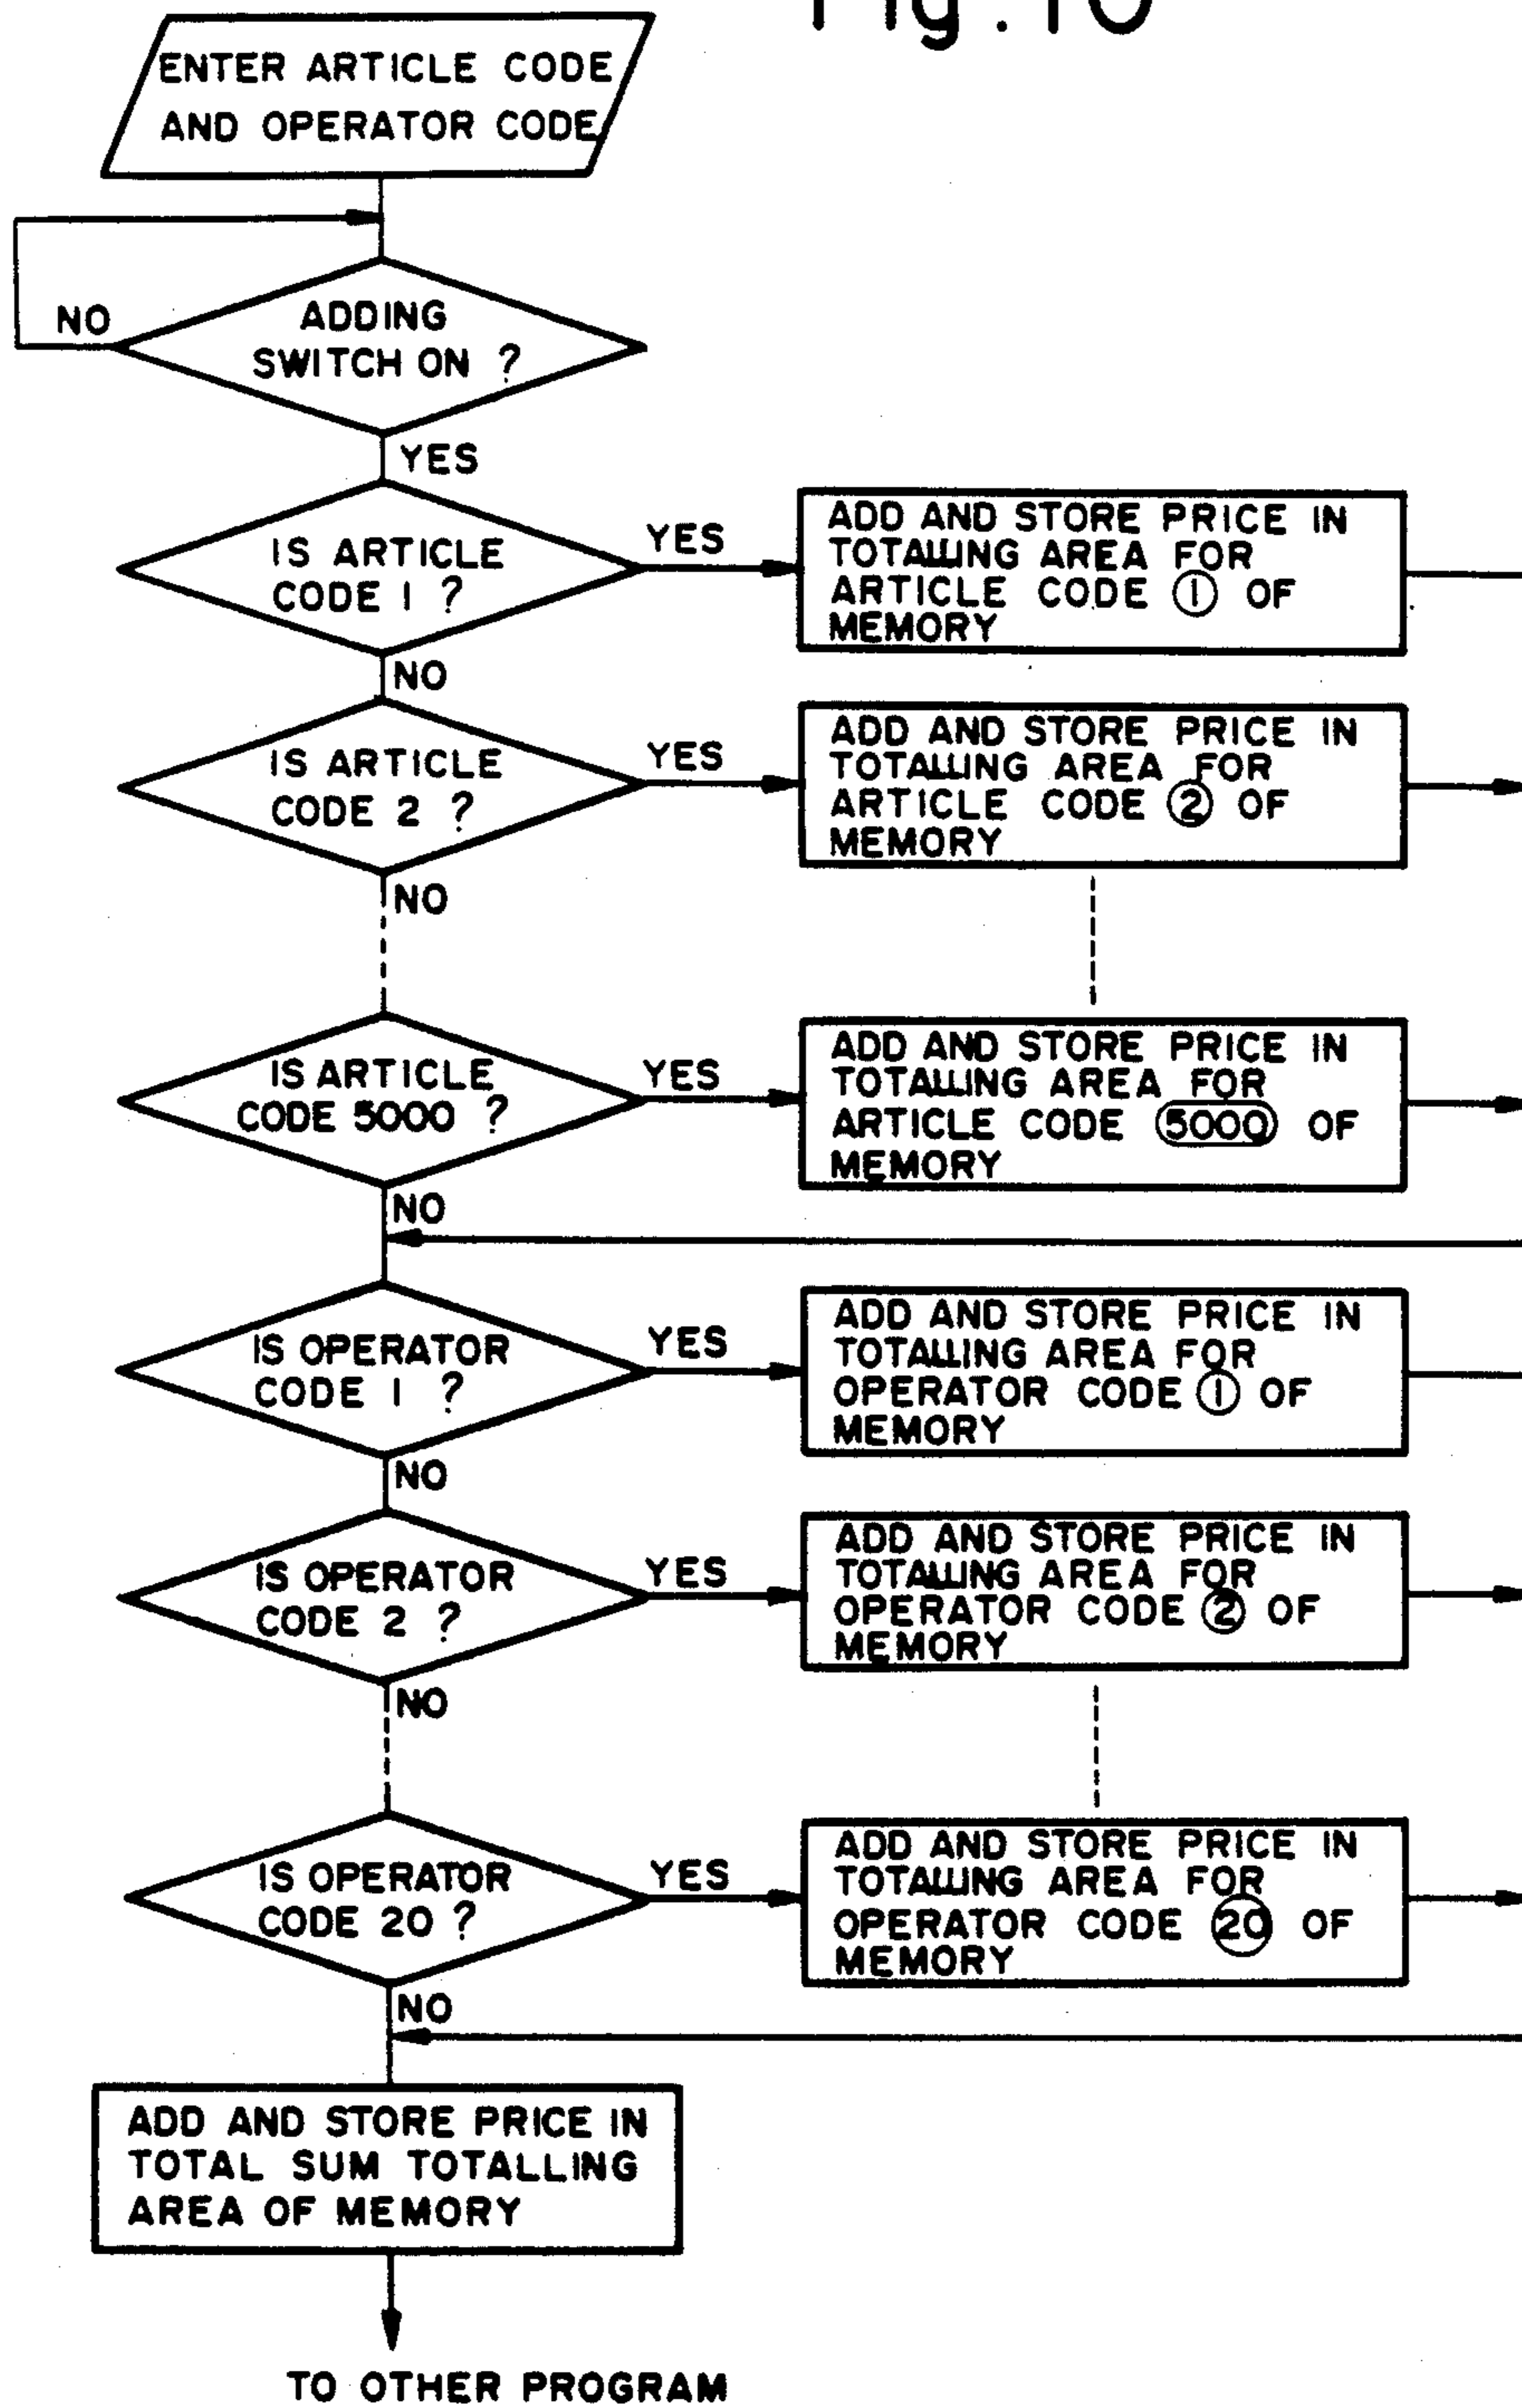 Fig. 10
ENTER ARTICLE CODE
AND OPERATOR CODE
NO
ADDING
SWITCH ON ?
YES
IS ARTICLE
CODE 1 ?
YES
ADD AND STORE PRICE IN
TOTALLING AREA FOR
ARTICLE CODE ① OF
MEMORY
NO
IS ARTICLE
CODE 2 ?
YES
ADD AND STORE PRICE IN
TOTALLING AREA FOR
ARTICLE CODE ② OF
MEMORY
NO
IS ARTICLE
CODE 5000 ?
YES
ADD AND STORE PRICE IN
TOTALLING AREA FOR
ARTICLE CODE 5000 OF
MEMORY
NO
IS OPERATOR
CODE 1 ?
YES
ADD AND STORE PRICE IN
TOTALLING AREA FOR
OPERATOR CODE ① OF
MEMORY
NO
IS OPERATOR
CODE 2 ?
YES
ADD AND STORE PRICE IN
TOTALLING AREA FOR
OPERATOR CODE ② OF
MEMORY
NO
IS OPERATOR
CODE 20 ?
YES
ADD AND STORE PRICE IN
TOTALLING AREA FOR
OPERATOR CODE ⑳ OF
MEMORY
NO
ADD AND STORE PRICE IN
TOTAL SUM TOTALLING
AREA OF MEMORY
TO OTHER PROGRAM